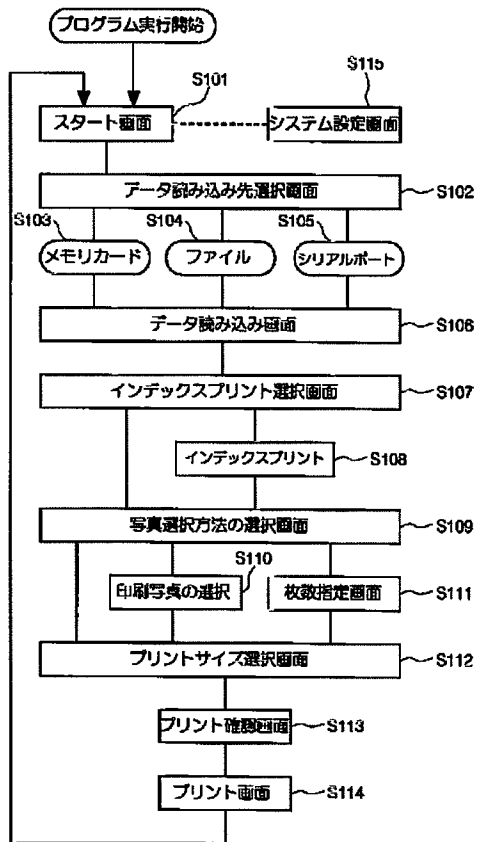 プログラム実行開始
S101
S115
スタート画面
システム設定画面
データ読み込み先選択画面
S102
S103
S104
S105
メモリカード
ファイル
シリアルポート
データ読み込み画面
S106
インデックスプリント選択画面
S107
インデックスプリント
S108
写真選択方法の選択画面
S109
S110
印刷写真の選択
枚数指定画面
S111
プリントサイズ選択画面
S112
プリント確認画面
S113
プリント画面
S114